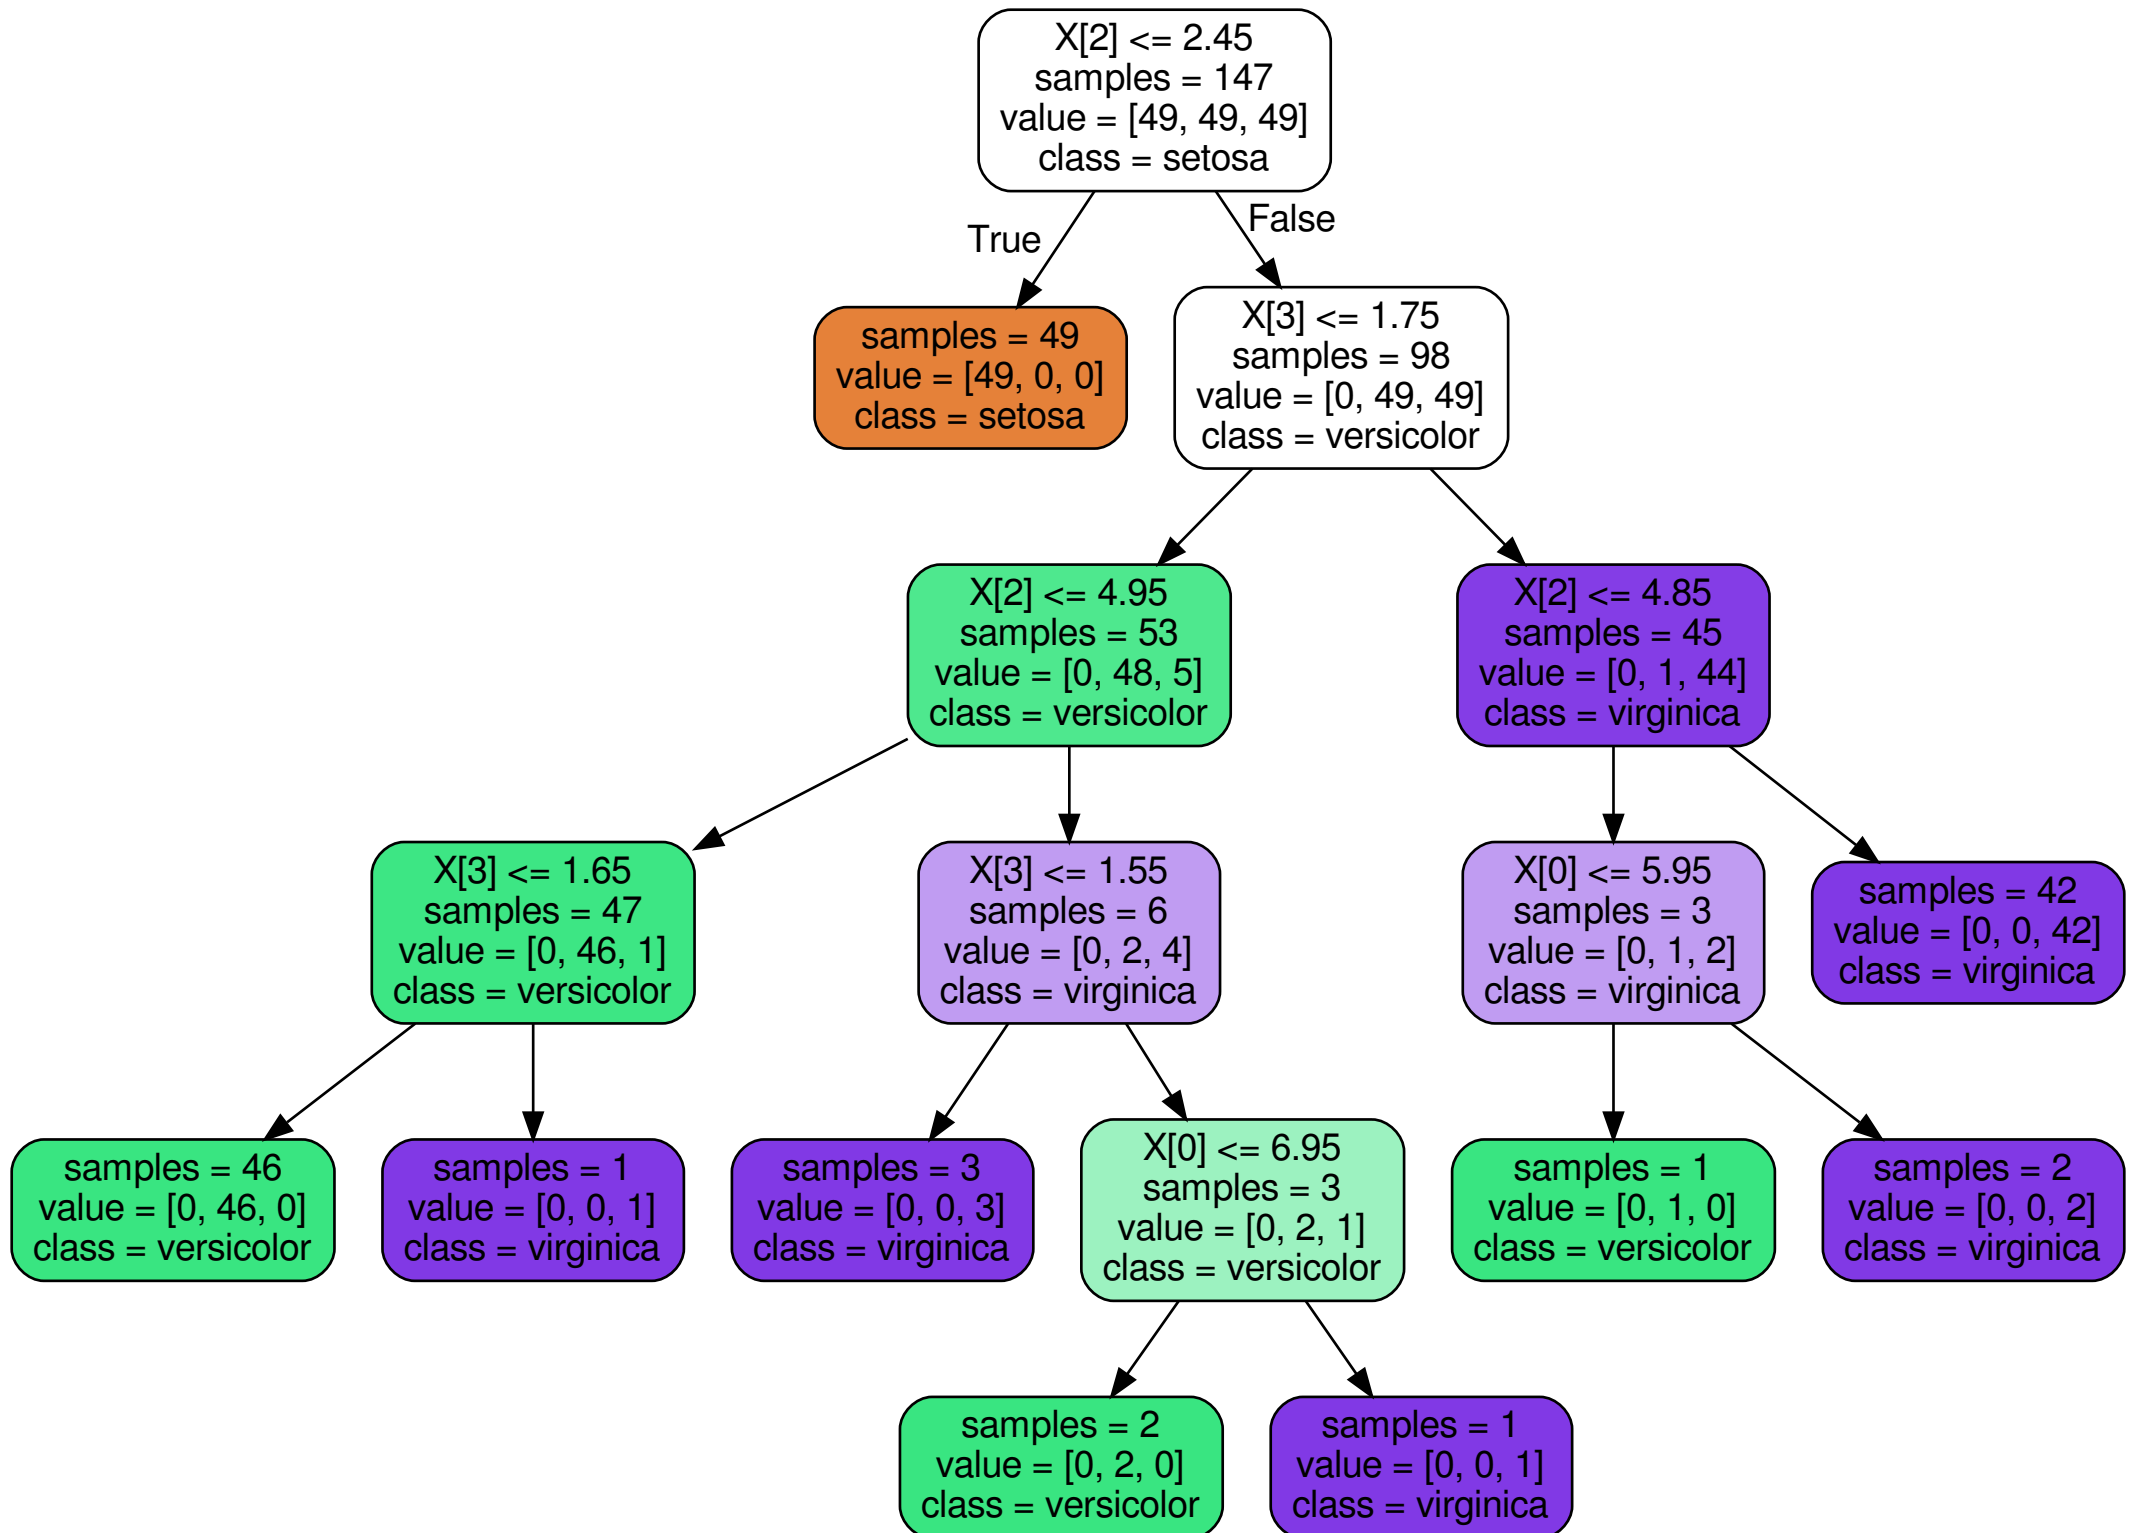 X[2] <= 2.45
samples = 147
value = [49, 49, 49]
class = setosa
True
False
samples = 49
value = [49, 0, 0]
class = setosa
X[3] <= 1.75
samples = 98
value = [0, 49, 49]
class = versicolor
X[2] <= 4.95
samples = 53
value = [0, 48, 5]
class = versicolor
X[2] <= 4.85
samples = 45
value = [0, 1, 44]
class = virginica
X[3] <= 1.65
samples = 47
value = [0, 46, 1]
class = versicolor
X[3] <= 1.55
samples = 6
value = [0, 2, 4]
class = virginica
X[0] <= 5.95
samples = 3
value = [0, 1, 2]
class = virginica
samples = 42
value = [0, 0, 42]
class = virginica
samples = 46
value = [0, 46, 0]
class = versicolor
samples = 1
value = [0, 0, 1]
class = virginica
samples = 3
value = [0, 0, 3]
class = virginica
X[0] <= 6.95
samples = 3
value = [0, 2, 1]
class = versicolor
samples = 1
value = [0, 1, 0]
class = versicolor
samples = 2
value = [0, 0, 2]
class = virginica
samples = 2
value = [0, 2, 0]
class = versicolor
samples = 1
value = [0, 0, 1]
class = virginica